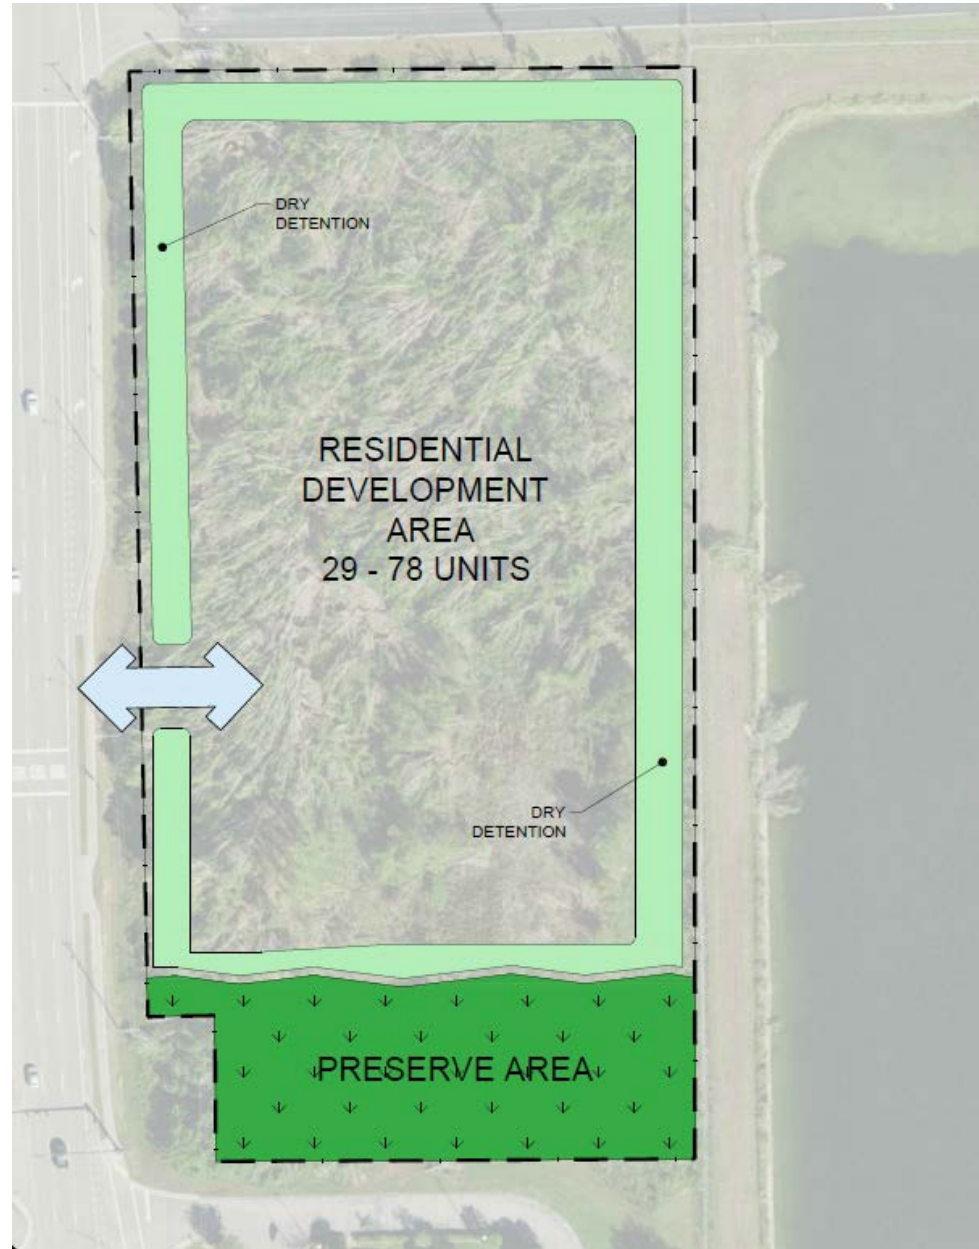 DRY
DETENTION
RESIDENTIAL
DEVELOPMENT
AREA
29 - 78 UNITS
DRY
DETENTION
PRESERVE AREA